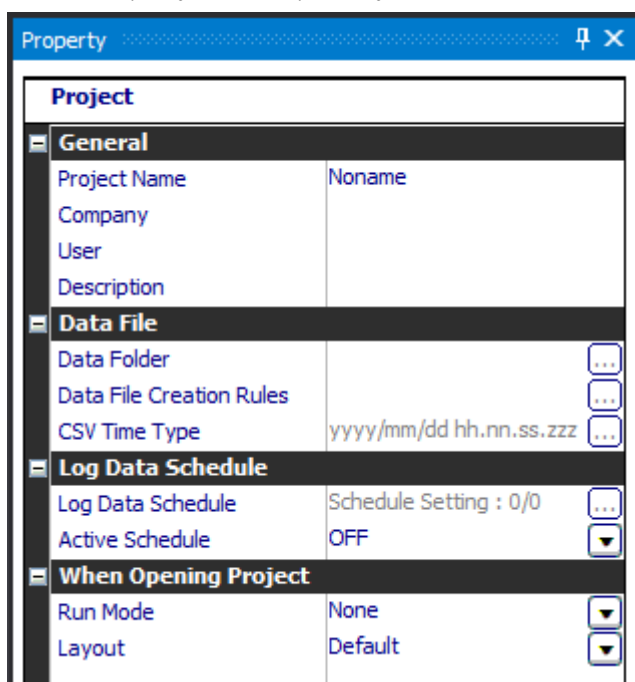 Property
Project
General
Project Name Noname
Company
User
Description
Data File
Data Folder ...
Data File Creation Rules ...
CSV Time Type yyyy/mm/dd hh.nn.ss.zzz ...
Log Data Schedule
Log Data Schedule Schedule Setting : 0/0 ...
Active Schedule OFF
When Opening Project
Run Mode None
Layout Default